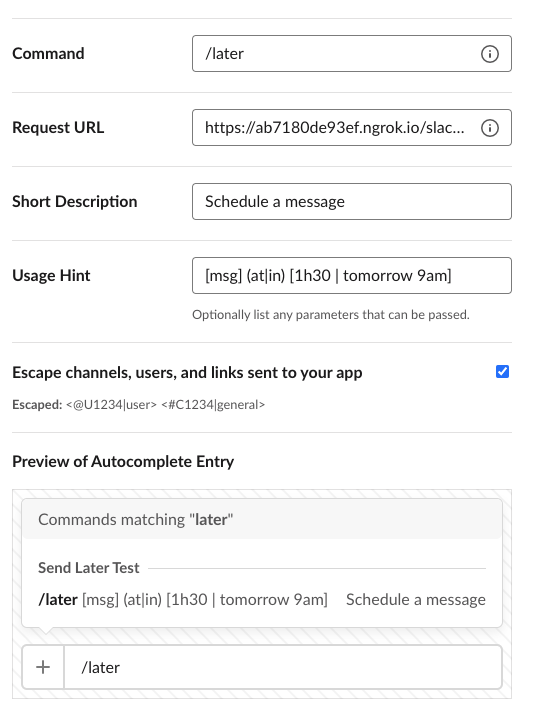 Command
/later
Request URL
https://ab7180de93ef.ngrok.io/slac...
Short Description
Schedule a message
Usage Hint
[msg] (at|in) [1h30 | tomorrow 9am]
Optionally list any parameters that can be passed.
Escape channels, users, and links sent to your app
Escaped: <@U1234|user> <#C1234|general>
Preview of Autocomplete Entry
Commands matching "later"
Send Later Test
/later [msg] (at|in) [1h30 | tomorrow 9am] Schedule a message
/later